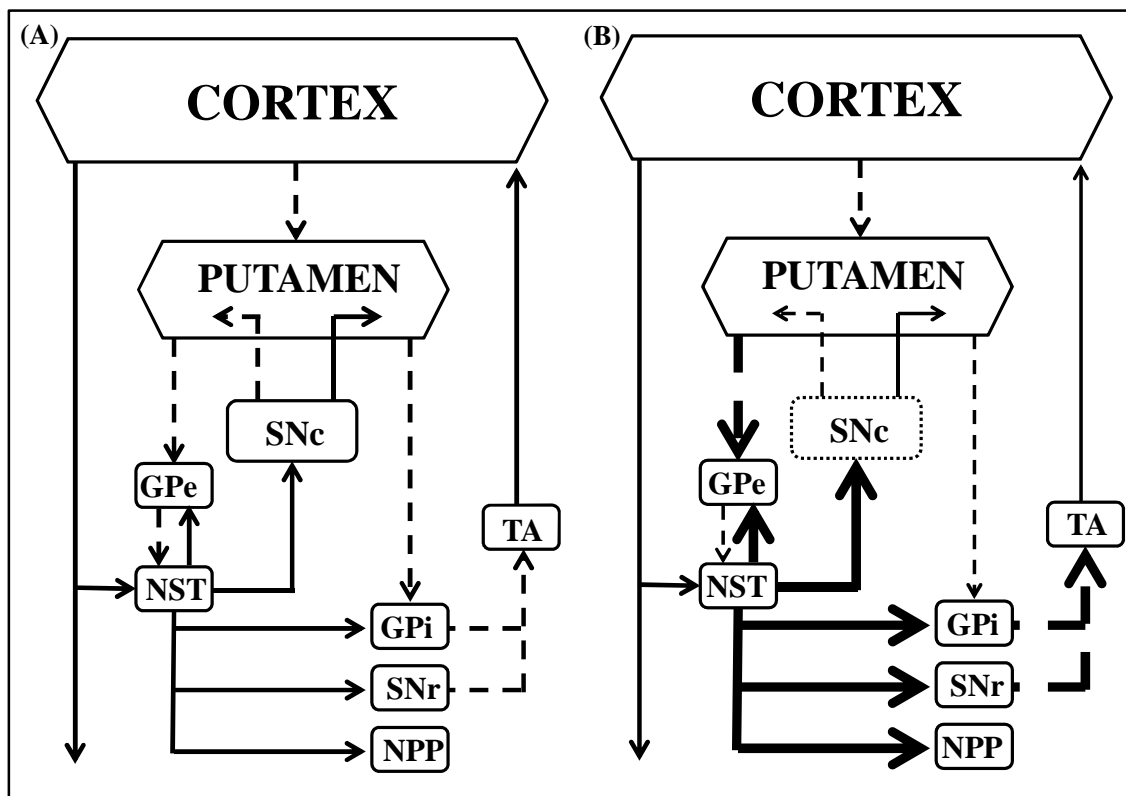 (A)
CORTEX
PUTAMEN
SNc
GPe
TA
NST
GPi
SNr
NPP
(B)
CORTEX
PUTAMEN
SNc
GPe
TA
NST
GPi
SNr
NPP